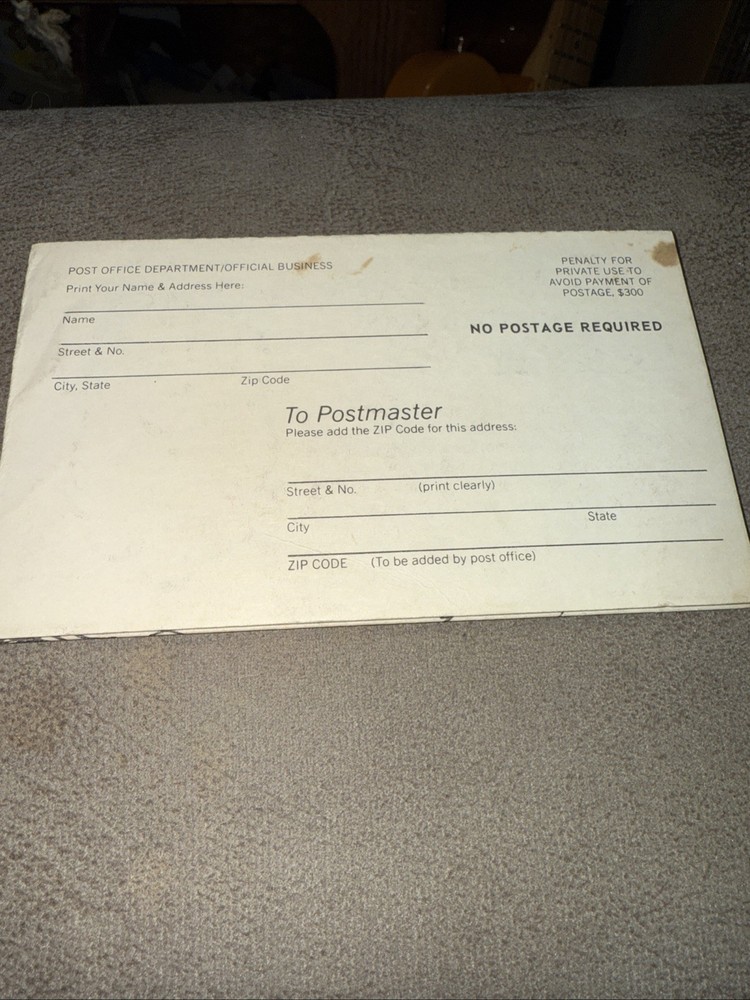 POST OFFICE DEPARTMENT/OFFICIAL BUSINESS
Print Your Name & Address Here:
Name
Street & No.
City, State Zip Code
PENALTY FOR
PRIVATE USE TO
AVOID PAYMENT OF
POSTAGE, $300
NO POSTAGE REQUIRED
To Postmaster
Please add the ZIP Code for this address:
Street & No. (print clearly)
City State
ZIP CODE (To be added by post office)